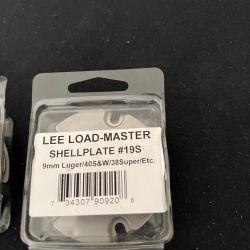 LEE LOAD-MASTER
SHELLPLATE #19S
9mm Luger/40S&W/38Super/Etc.
7 34307 90920 8